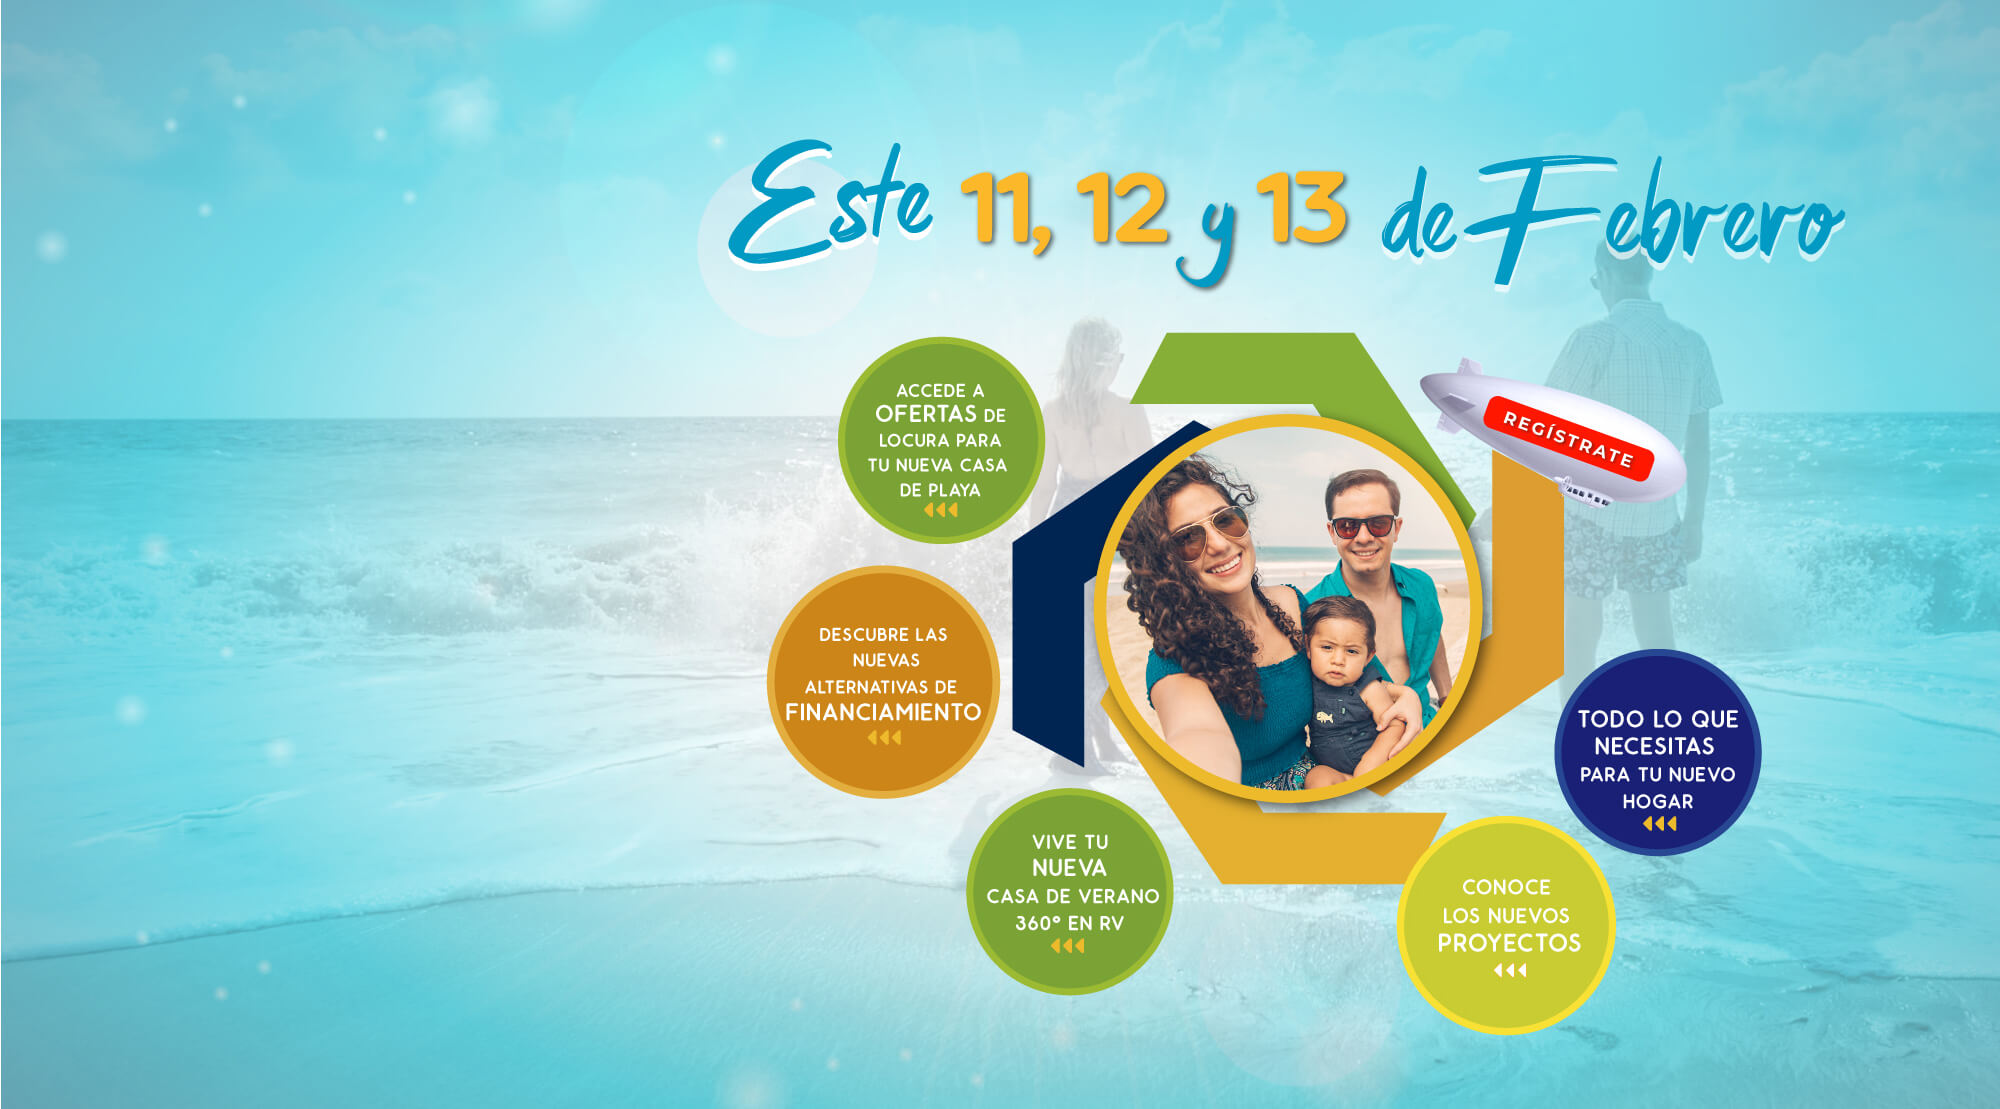 Este 11, 12 y 13 de Febrero
ACCEDE A
OFERTAS DE
LOCURA PARA
TU NUEVA CASA
DE PLAYA
REGÍSTRATE
DESCUBRE LAS
NUEVAS
ALTERNATIVAS DE
FINANCIAMIENTO
TODO LO QUE
NECESITAS
PARA TU NUEVO
HOGAR
VIVE TU
NUEVA
CASA DE VERANO
360° EN RV
CONOCE
LOS NUEVOS
PROYECTOS